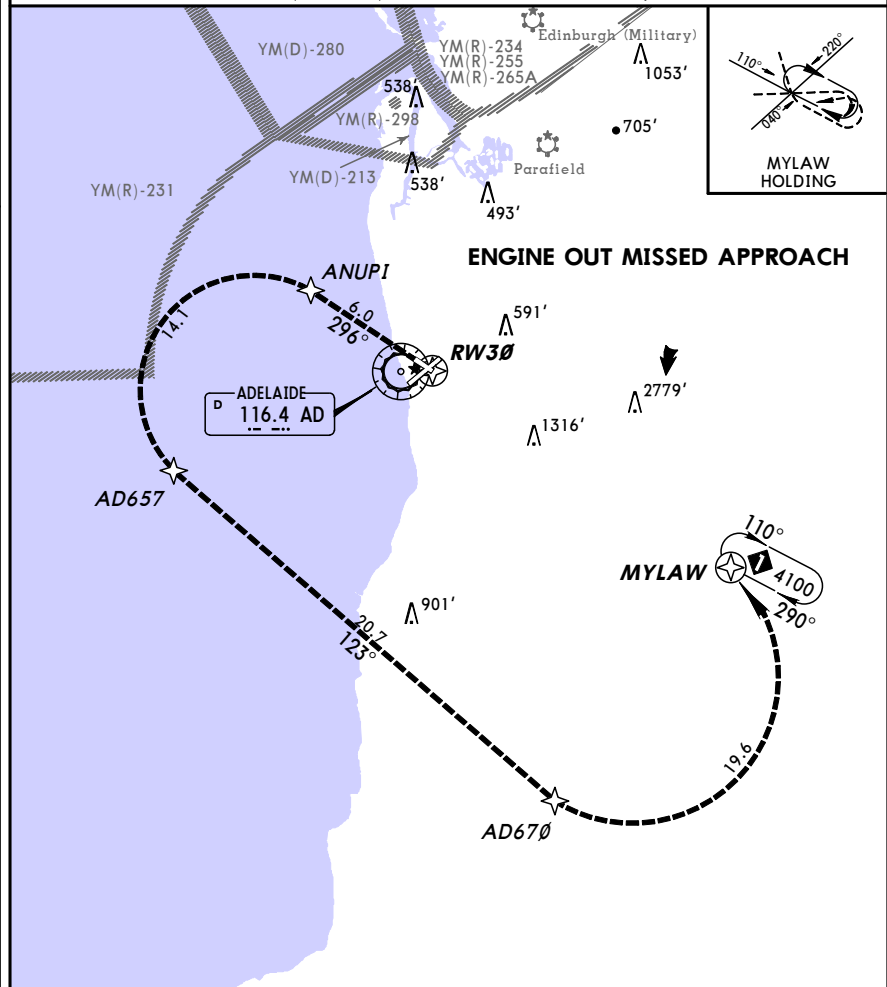 Edinburgh (Military)
YM(D)-280
YM(R)-234
YM(R)-255
YM(R)-265A
1053'
538'
YM(R)-298
705'
YM(D)-213
Parafield
538'
YM(R)-231
493'
110°
220°
040°
MYLAW
HOLDING
ENGINE OUT MISSED APPROACH
ANUPI
6.0
296°
14.1
591'
RW3Ø
ADELAIDE
D 116.4 AD
2779'
1316'
AD657
110°
MYLAW
4100
290°
901'
20.7
123°
19.6
AD67Ø